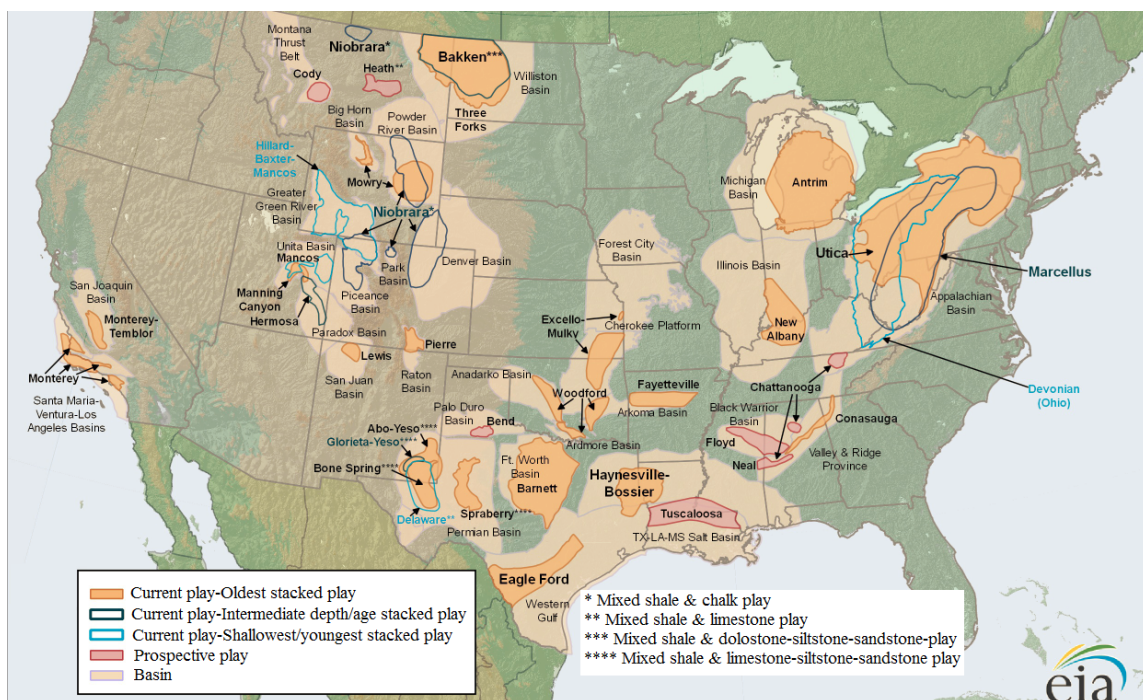 Montana
Thrust
Belt
Niobrara*
Bakken***
Cody
Heath**
Williston
Basin
Big Horn
Basin
Powder
River Basin
Three
Forks
Hillard-
Baxter-
Mancos
Mowry
Greater
Green River
Basin
Niobrara*
Michigan
Basin
Antrim
Unita Basin
Mancos
Park
Basin
Denver Basin
Forest City
Basin
Illinois Basin
Utica
Marcellus
San Joaquin
Basin
Manning
Canyon
Hermosa
Piceance
Basin
Appalachian
Basin
Monterey-
Temblor
Paradox Basin
Excello-
Mulky
Cherokee Platform
New
Albany
Lewis
Pierre
Monterey
San Juan
Basin
Raton
Basin
Anadarko Basin
Woodford
Fayetteville
Chattanooga
Devonian
(Ohio)
Santa Maria-
Ventura-Los
Angeles Basins
Palo Duro
Basin
Bend
Arkoma Basin
Black Warrior
Basin
Conasauga
Abo-Yeso****
Glorieta-Yeso****
Ardmore Basin
Floyd
Neal
Valley & Ridge
Province
Bone Spring****
Ft. Worth
Basin
Barnett
Haynesville-
Bossier
Delaware**
Spraberry****
Permian Basin
Tuscaloosa
TX-LA-MS Salt Basin
Eagle Ford
Western
Gulf
Current play-Oldest stacked play
Current play-Intermediate depth/age stacked play
Current play-Shallowest/youngest stacked play
Prospective play
Basin
* Mixed shale & chalk play
** Mixed shale & limestone play
*** Mixed shale & dolostone-siltstone-sandstone-play
**** Mixed shale & limestone-siltstone-sandstone play
eia